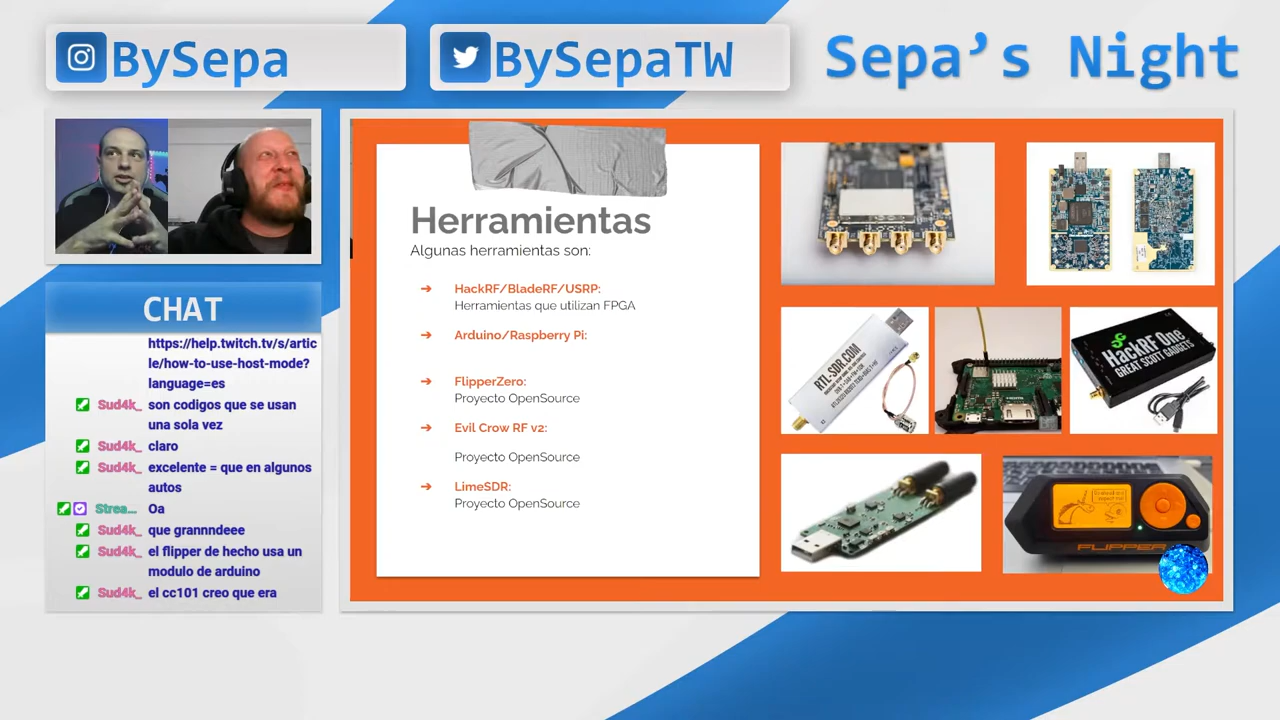 BySepa
BySepaTW
Sepa's Night
CHAT
https://help.twitch.tv/s/artic
le/how-to-use-host-mode?
language=es
Sud4k_ son codigos que se usan
una sola vez
Sud4k_ claro
Sud4k_ excelente = que en algunos
autos
Strea... Oa
Sud4k_ que grannndeee
Sud4k_ el flipper de hecho usa un
modulo de arduino
Sud4k_ el cc101 creo que era
Herramientas
Algunas herramientas son:
➔ HackRF/BladeRF/USRP:
Herramientas que utilizan FPGA
➔ Arduino/Raspberry Pi:
➔ FlipperZero:
Proyecto OpenSource
➔ Evil Crow RF v2:
Proyecto OpenSource
➔ LimeSDR:
Proyecto OpenSource
RTL-SDR.COM
HackRF One
GREAT SCOTT GADGETS
FLIPPER